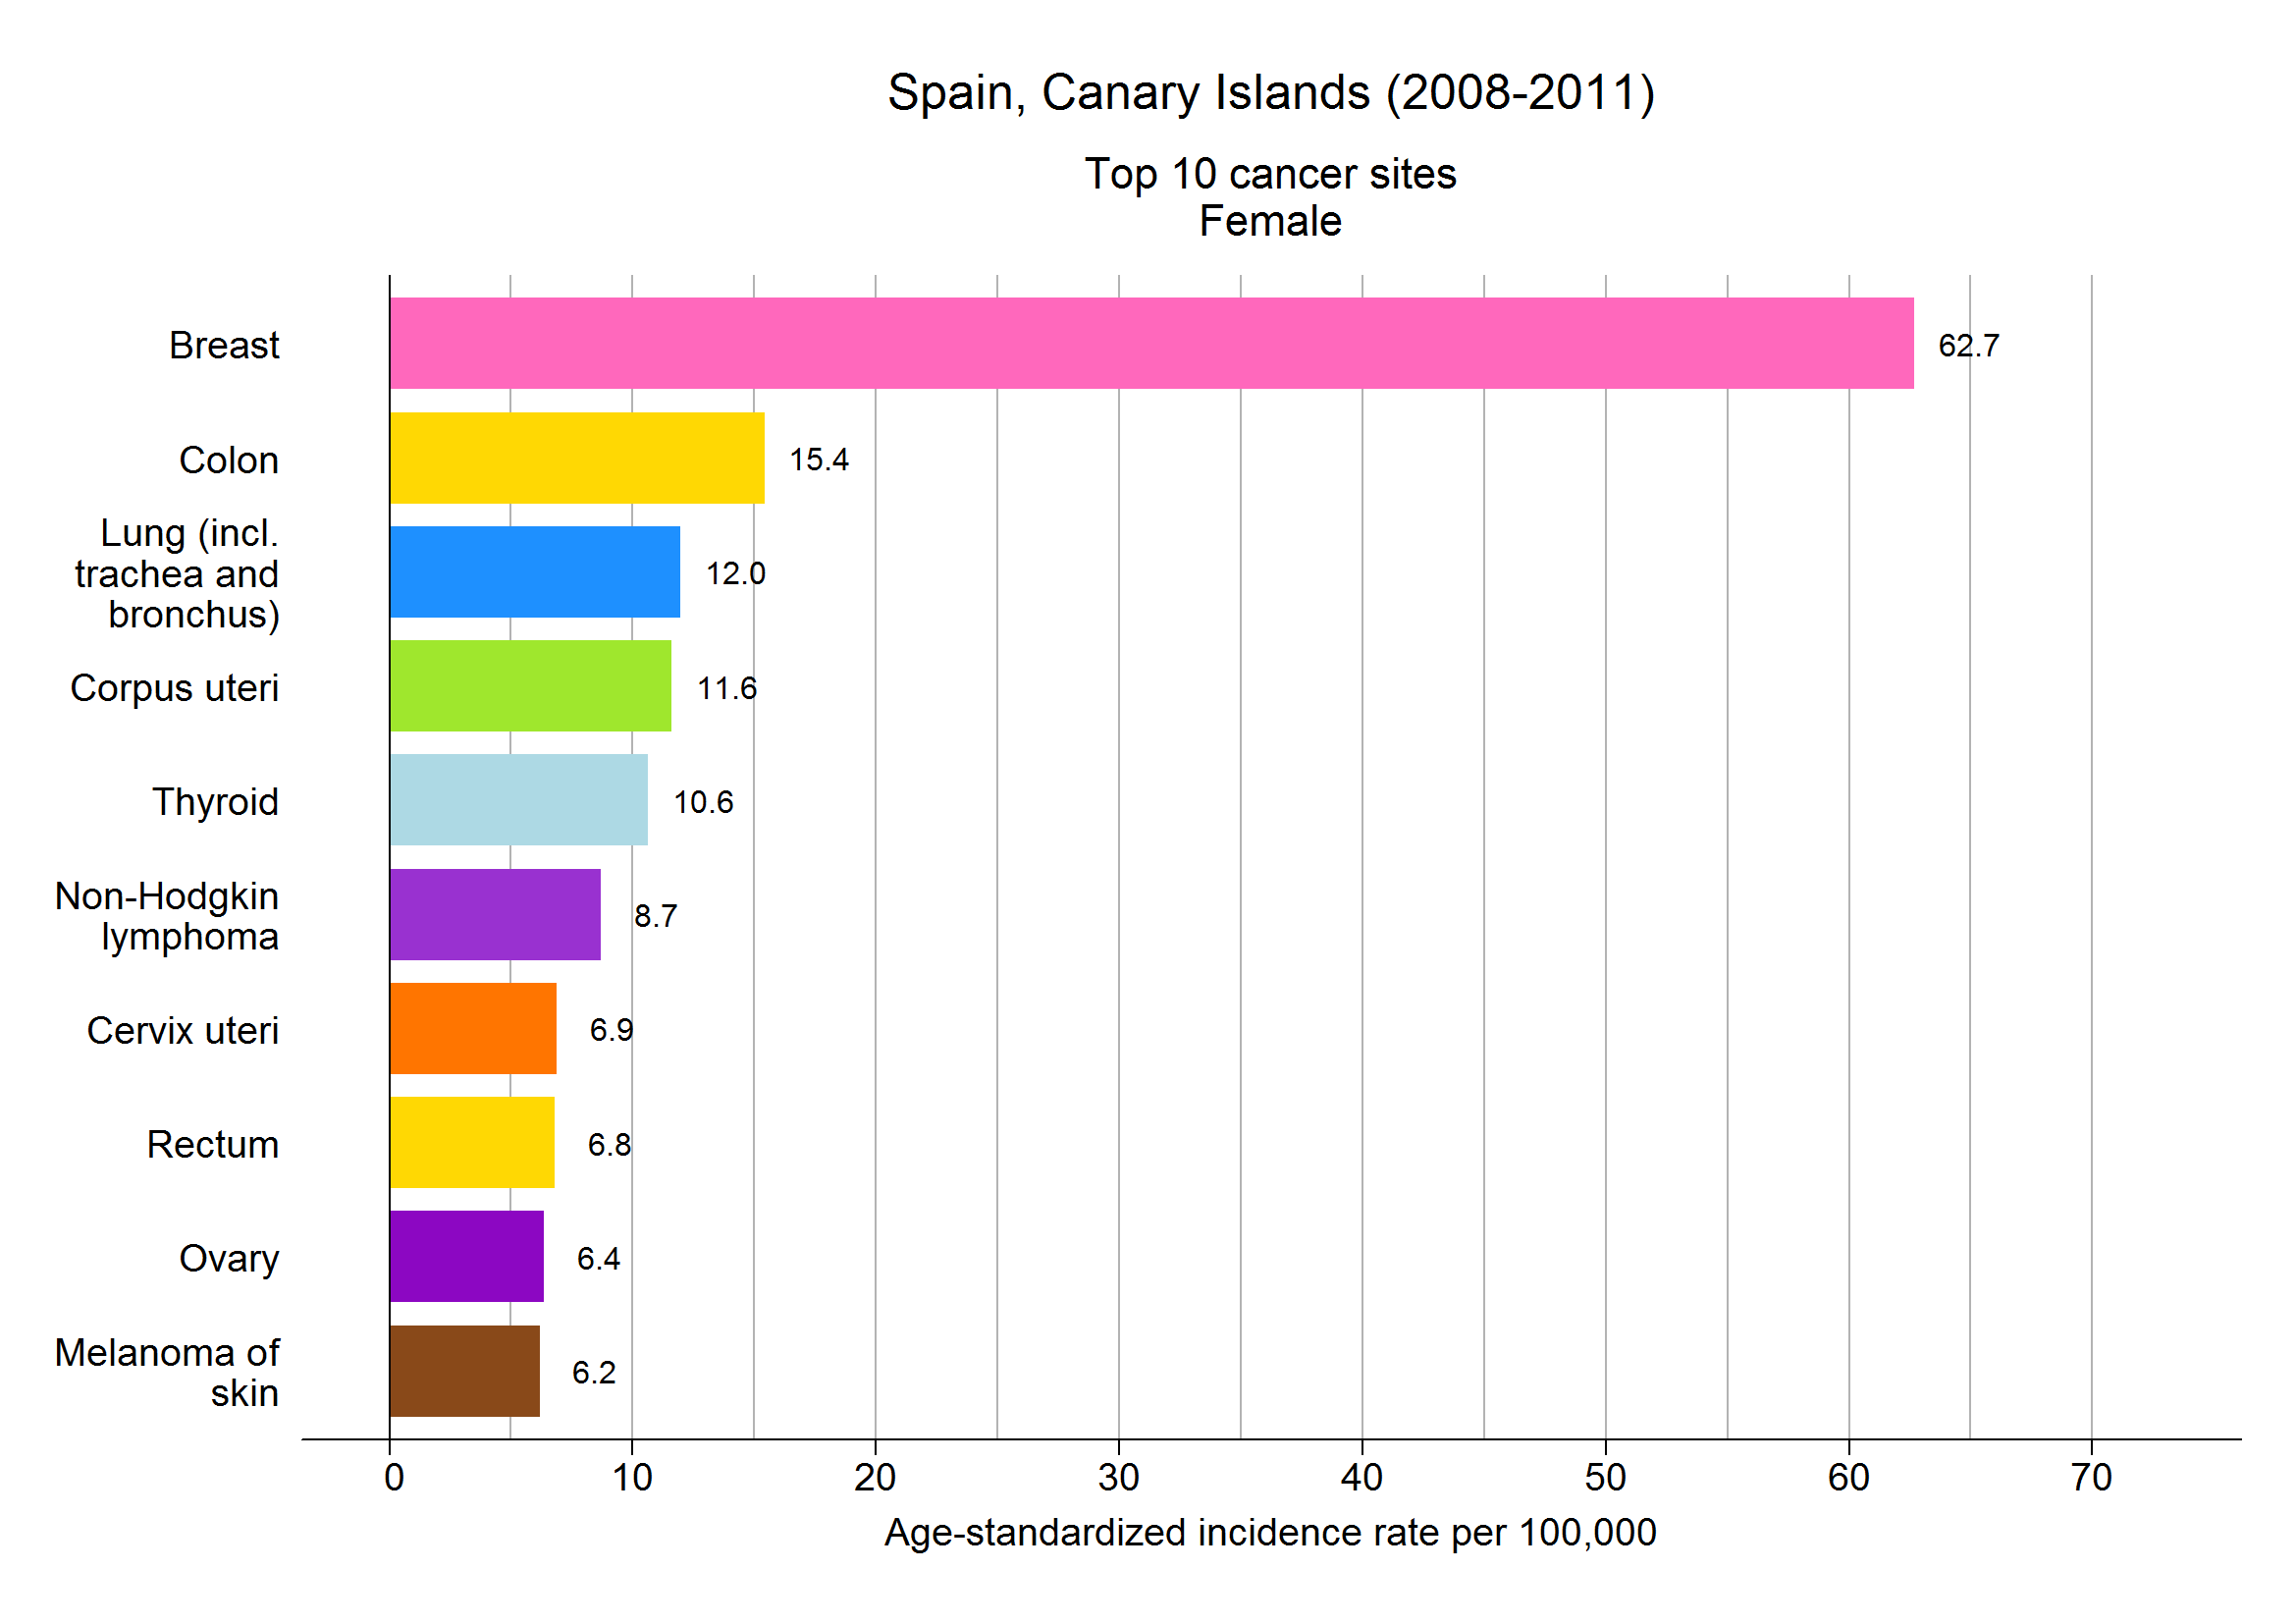 Spain, Canary Islands (2008-2011)
Top 10 cancer sites
Female
Breast
62.7
Colon
15.4
Lung (incl.
trachea and
bronchus)
12.0
Corpus uteri
11.6
Thyroid
10.6
Non-Hodgkin
lymphoma
8.7
Cervix uteri
6.9
Rectum
6.8
Ovary
6.4
Melanoma of
skin
6.2
0 10 20 30 40 50 60 70
Age-standardized incidence rate per 100,000